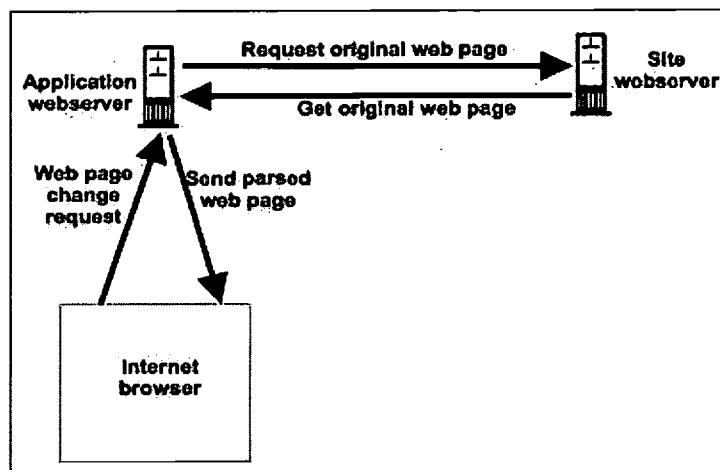 Request original web page
Application
webserver
Site
webserver
Get original web page
Web page
change
request
Send parsed
web page
Internet
browser